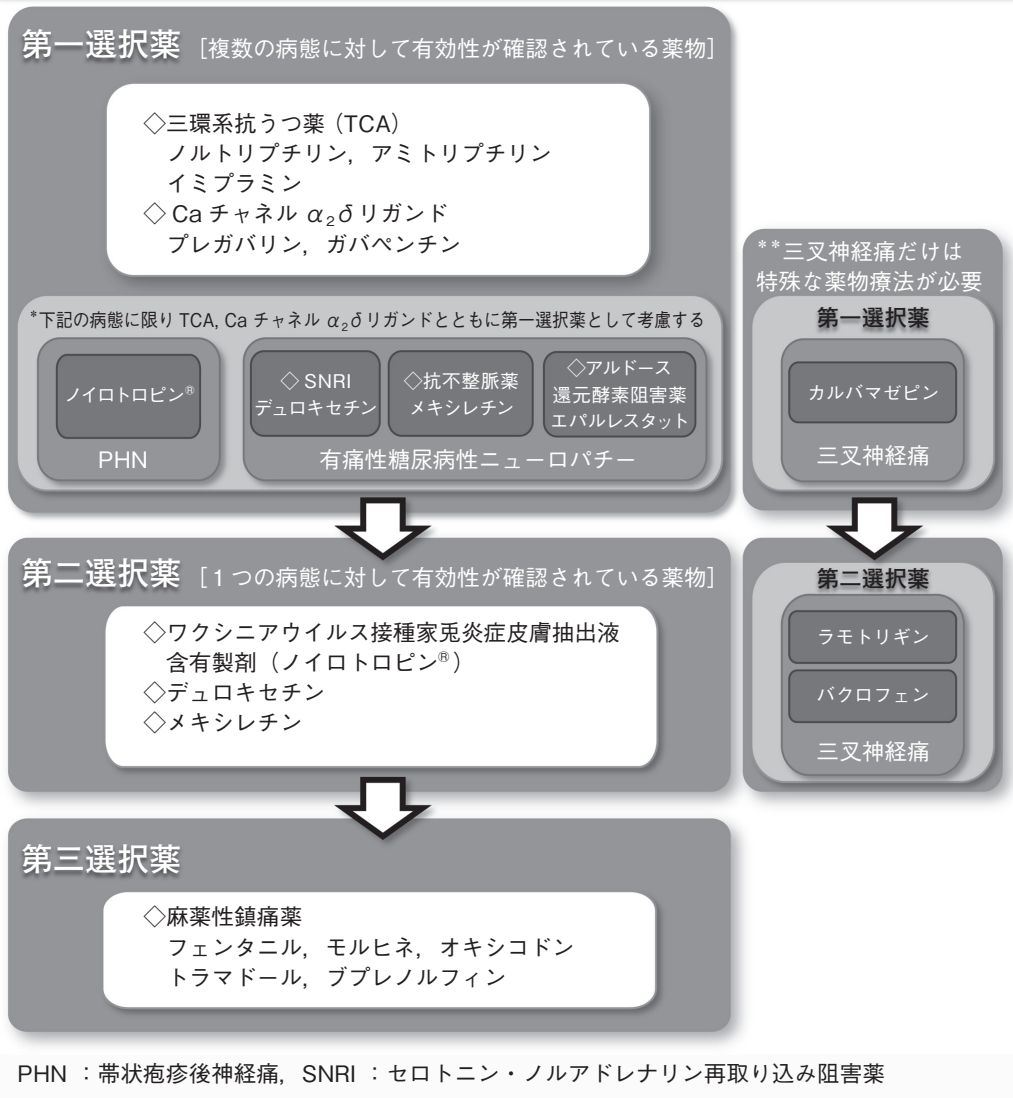 第一選択薬 [複数の病態に対して有効性が確認されている薬物]
◇三環系抗うつ薬（TCA）
ノルトリプチリン，アミトリプチリン
イミプラミン
◇ Ca チャネル α₂δ リガンド
プレガバリン，ガバペンチン
*下記の病態に限り TCA, Ca チャネル α₂δ リガンドとともに第一選択薬として考慮する
ノイロトロピン®
PHN
◇ SNRI
デュロキセチン
◇抗不整脈薬
メキシレチン
◇アルドース
還元酵素阻害薬
エパルレスタット
有痛性糖尿病性ニューロパチー
**三叉神経痛だけは
特殊な薬物療法が必要
第一選択薬
カルバマゼピン
三叉神経痛
第二選択薬 [1 つの病態に対して有効性が確認されている薬物]
◇ワクシニアウイルス接種家兎炎症皮膚抽出液
含有製剤（ノイロトロピン®）
◇デュロキセチン
◇メキシレチン
第二選択薬
ラモトリギン
バクロフェン
三叉神経痛
第三選択薬
◇麻薬性鎮痛薬
フェンタニル，モルヒネ，オキシコドン
トラマドール，ブプレノルフィン
PHN ：帯状疱疹後神経痛，SNRI ：セロトニン・ノルアドレナリン再取り込み阻害薬